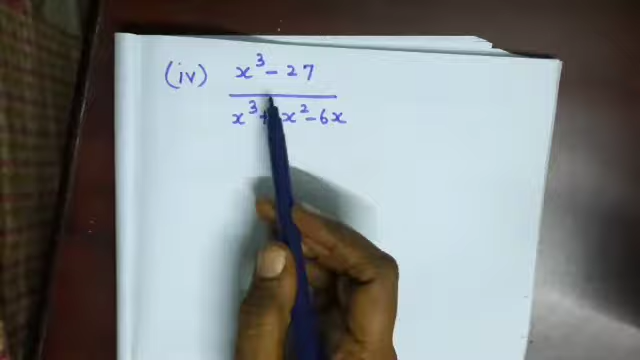 (iv) x³ - 27
x³+ x² - 6x